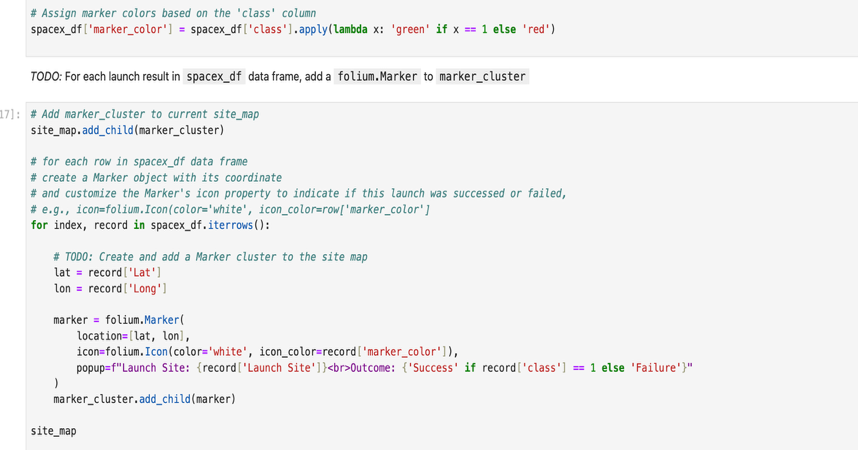 # Assign marker colors based on the 'class' column
spacex_df['marker_color'] = spacex_df['class'].apply(lambda x: 'green' if x == 1 else 'red')
TODO: For each launch result in spacex_df data frame, add a folium.Marker to marker_cluster
17]:
# Add marker_cluster to current site_map
site_map.add_child(marker_cluster)
# for each row in spacex_df data frame
# create a Marker object with its coordinate
# and customize the Marker's icon property to indicate if this launch was successed or failed,
# e.g., icon=folium.Icon(color='white', icon_color=row['marker_color']
for index, record in spacex_df.iterrows():
# TODO: Create and add a Marker cluster to the site map
lat = record['Lat']
lon = record['Long']
marker = folium.Marker(
location=[lat, lon],
icon=folium.Icon(color='white', icon_color=record['marker_color']),
popup=f"Launch Site: {record['Launch Site']}<br>Outcome: {'Success' if record['class'] == 1 else 'Failure'}"
)
marker_cluster.add_child(marker)
site_map